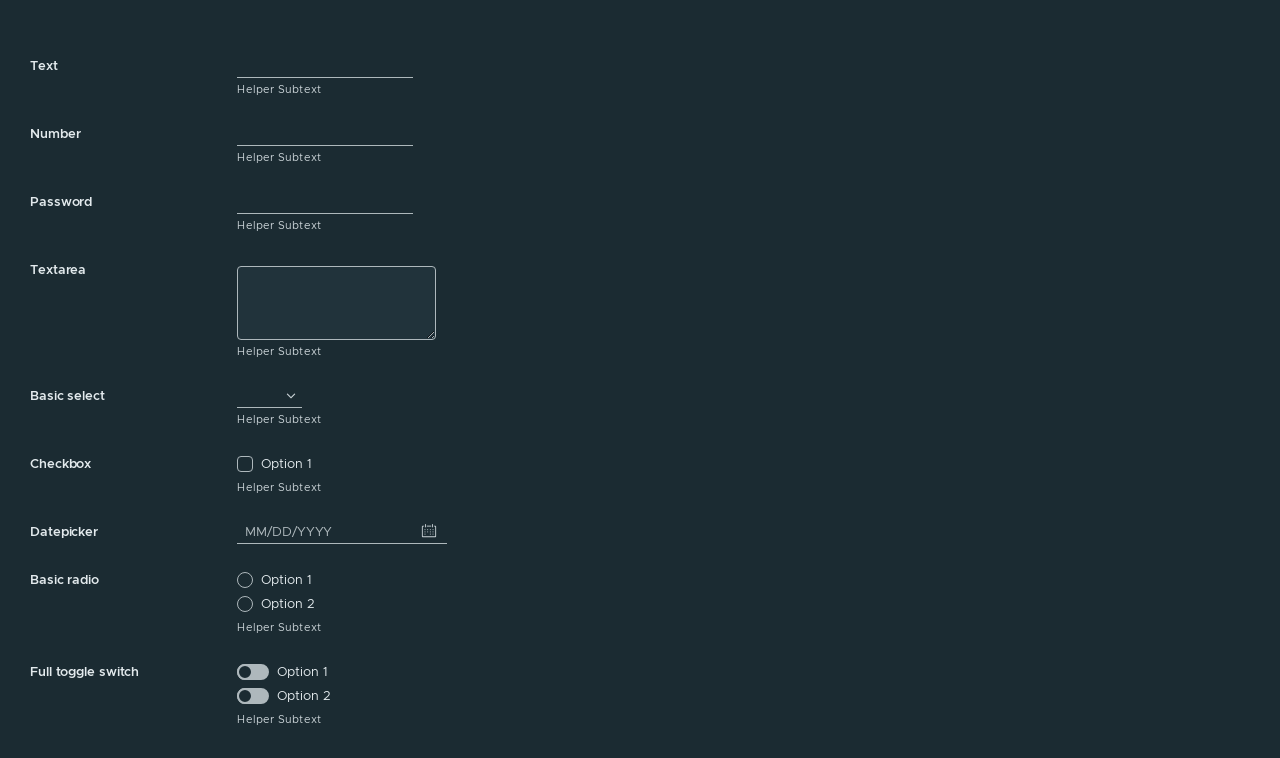 Text
Helper Subtext
Number
Helper Subtext
Password
Helper Subtext
Textarea
Helper Subtext
Basic select
Helper Subtext
Checkbox
Option 1
Helper Subtext
Datepicker
MM/DD/YYYY
Basic radio
Option 1
Option 2
Helper Subtext
Full toggle switch
Option 1
Option 2
Helper Subtext